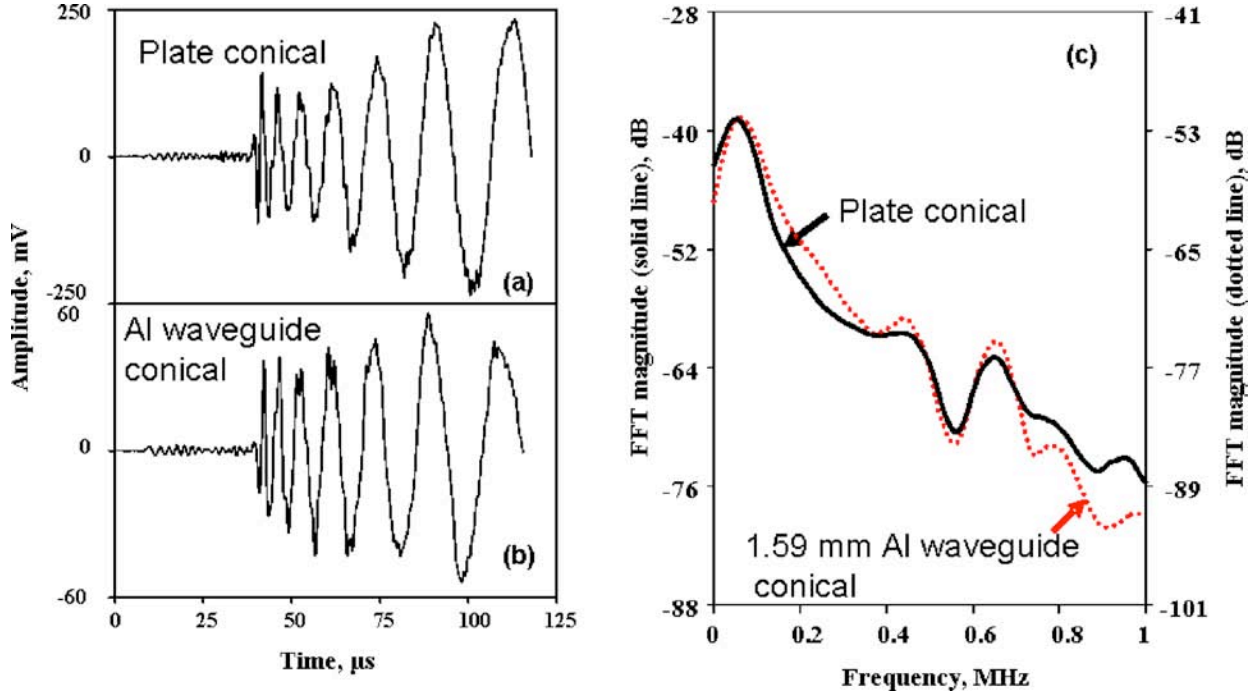 250
Plate conical
0
(a)
-250
60
Al waveguide
conical
0
(b)
-60
Amplitude, mV
0 25 50 75 100 125
Time, µs
-28
-40
-52
-64
-76
-88
FFT magnitude (solid line), dB
(c)
Plate conical
1.59 mm Al waveguide
conical
0 0.2 0.4 0.6 0.8 1
Frequency, MHz
-41
-53
-65
-77
-89
-101
FFT magnitude (dotted line), dB